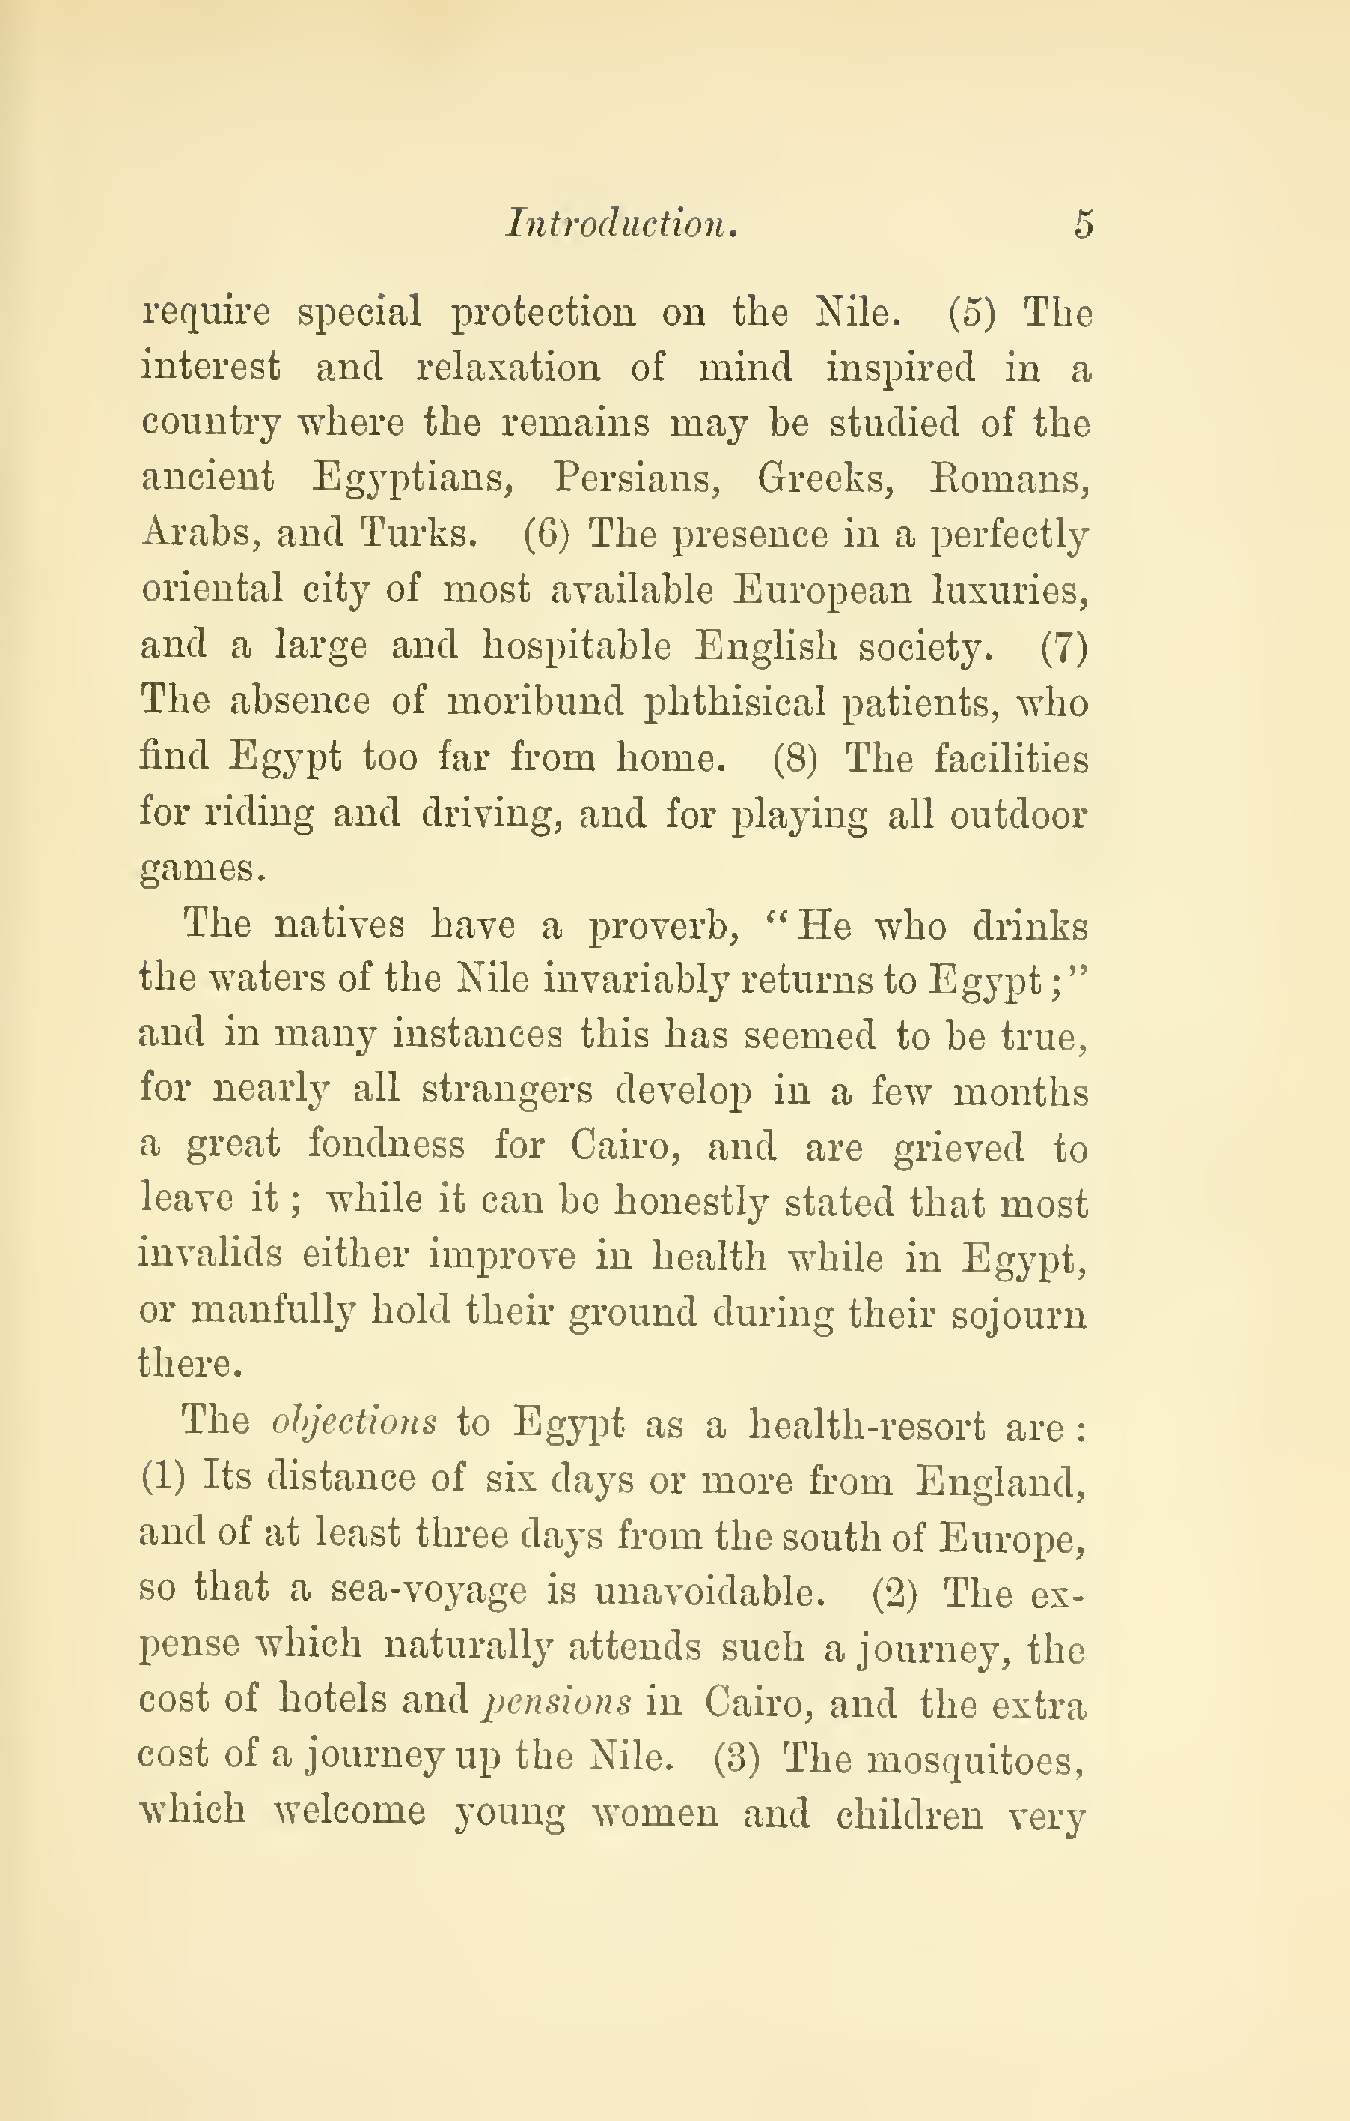 Introduction. 5
require special protection on the Nile. (5) The
interest and relaxation of mind inspired in a
country where the remains may be studied of the
ancient Egyptians, Persians, Greeks, Romans,
Arabs, and Turks. (6) The presence in a perfectly
oriental city of most available European luxuries,
and a large and hospitable English society. (7)
The absence of moribund phthisical patients, who
find Egypt too far from home. (8) The facilities
for riding and driving, and for playing all outdoor
games.
The natives have a proverb, “He who drinks
the waters of the Nile invariably returns to Egypt;”
and in many instances this has seemed to be true,
for nearly all strangers develop in a few months
a great fondness for Cairo, and are grieved to
leave it; while it can be honestly stated that most
invalids either improve in health while in Egypt,
or manfully hold their ground during their sojourn
there.
The objections to Egypt as a health-resort are:
(1) Its distance of six days or more from England,
and of at least three days from the south of Europe,
so that a sea-voyage is unavoidable. (2) The ex-
pense which naturally attends such a journey, the
cost of hotels and pensions in Cairo, and the extra
cost of a journey up the Nile. (3) The mosquitoes,
which welcome young women and children very